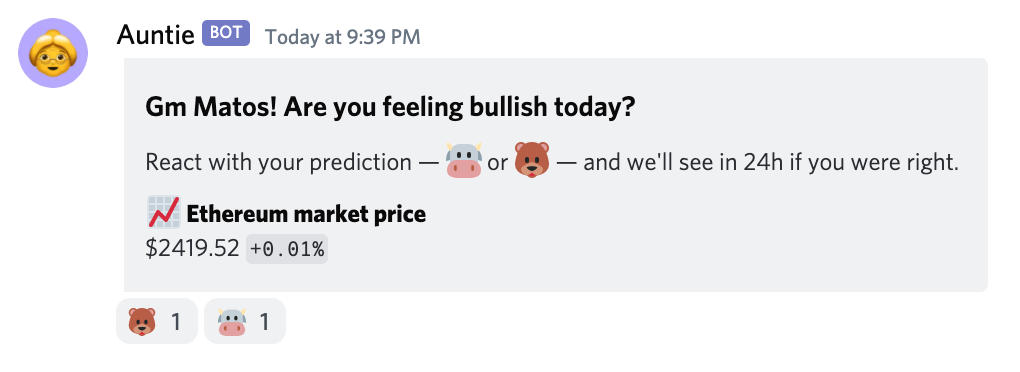 Auntie BOT Today at 9:39 PM
Gm Matos! Are you feeling bullish today?
React with your prediction — 🐮 or 🐻 — and we'll see in 24h if you were right.
📈 Ethereum market price
$2419.52 +0.01%
🐻 1 🐮 1